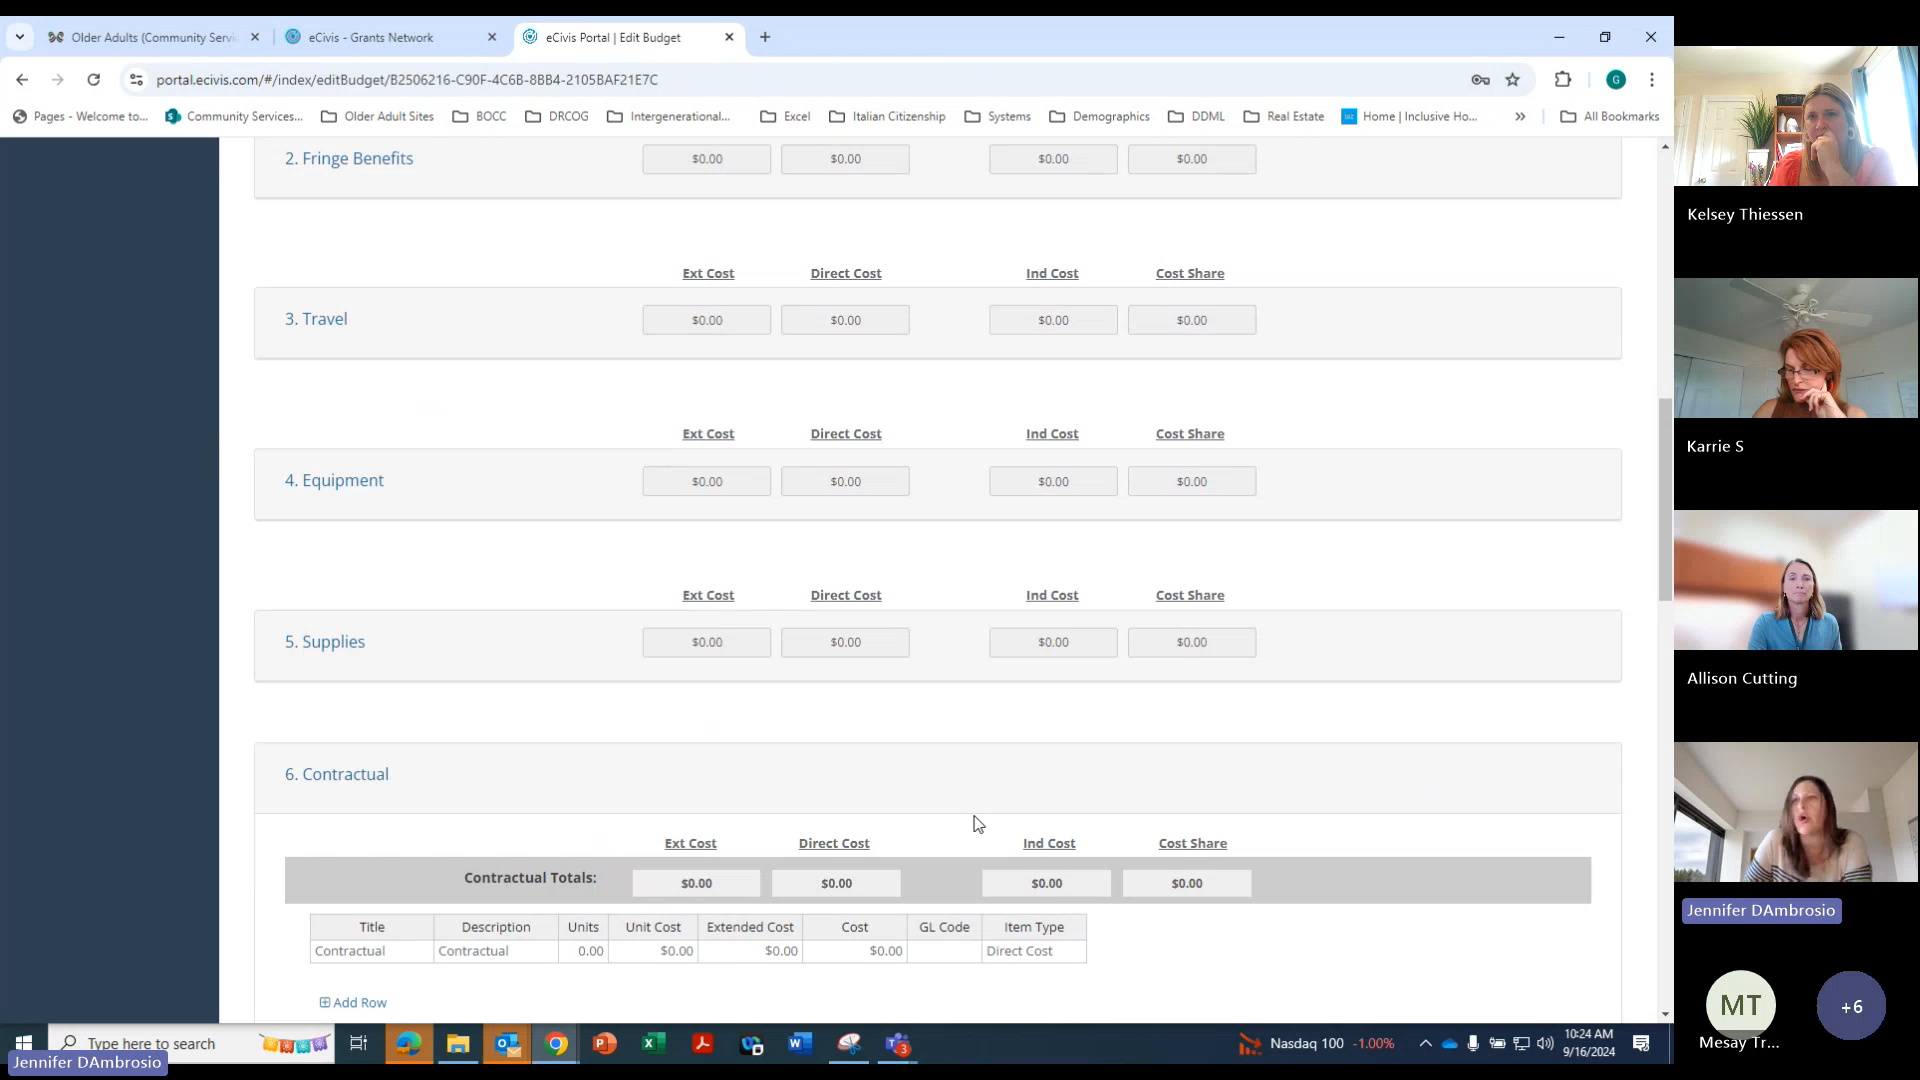 Older Adults (Community Servi
eCivis - Grants Network
eCivis Portal | Edit Budget
portal.ecivis.com/#/index/editBudget/B2506216-C90F-4C6B-8BB4-2105BAF21E7C
G
Pages - Welcome to...
Community Services...
Older Adult Sites
BOCC
DRCOG
Intergenerational...
Excel
Italian Citizenship
Systems
Demographics
DDML
Real Estate
Home | Inclusive Ho...
All Bookmarks
2. Fringe Benefits $0.00 $0.00 $0.00 $0.00
Ext Cost Direct Cost Ind Cost Cost Share
3. Travel $0.00 $0.00 $0.00 $0.00
Ext Cost Direct Cost Ind Cost Cost Share
4. Equipment $0.00 $0.00 $0.00 $0.00
Ext Cost Direct Cost Ind Cost Cost Share
5. Supplies $0.00 $0.00 $0.00 $0.00
6. Contractual
Ext Cost Direct Cost Ind Cost Cost Share
Contractual Totals: $0.00 $0.00 $0.00 $0.00
Title Description Units Unit Cost Extended Cost Cost GL Code Item Type
Contractual Contractual 0.00 $0.00 $0.00 $0.00 Direct Cost
Add Row
Kelsey Thiessen
Karrie S
Allison Cutting
Jennifer DAmbrosio
MT
+6
Mesay Tr...
Type here to search
Nasdaq 100 -1.00%
10:24 AM
9/16/2024
Jennifer DAmbrosio